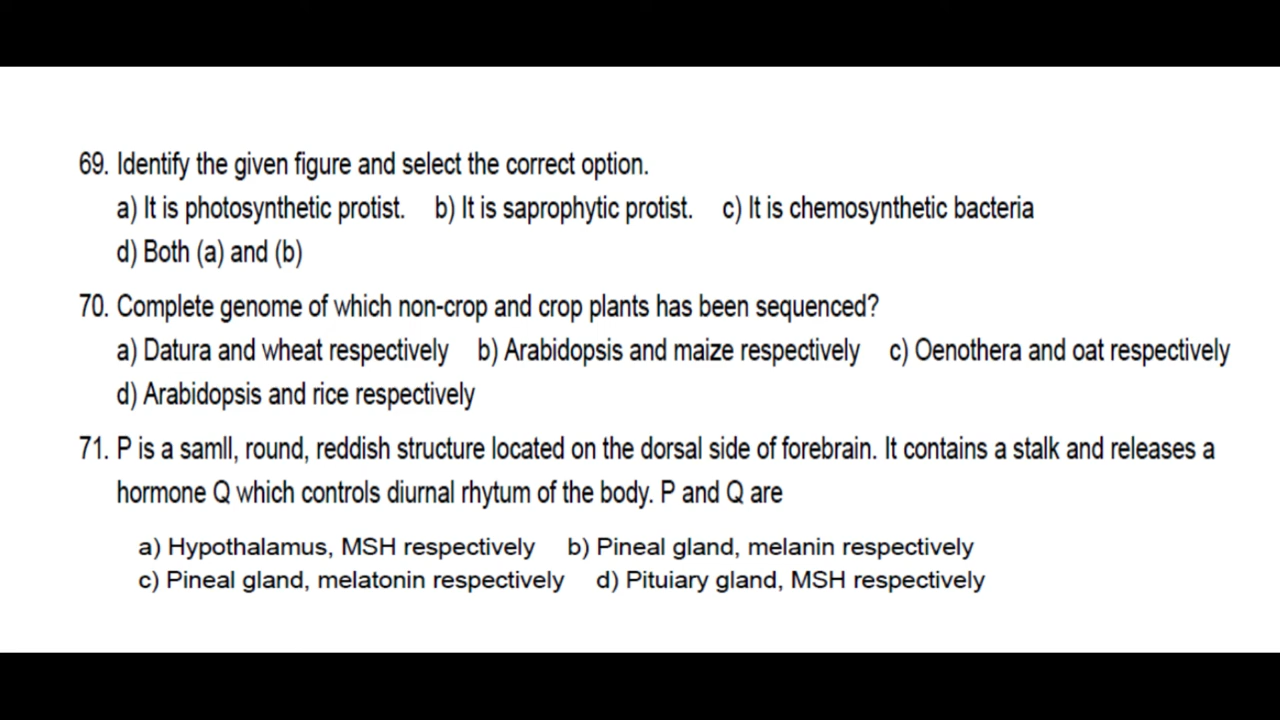 69. Identify the given figure and select the correct option.
a) It is photosynthetic protist. b) It is saprophytic protist. c) It is chemosynthetic bacteria
d) Both (a) and (b)
70. Complete genome of which non-crop and crop plants has been sequenced?
a) Datura and wheat respectively b) Arabidopsis and maize respectively c) Oenothera and oat respectively
d) Arabidopsis and rice respectively
71. P is a samll, round, reddish structure located on the dorsal side of forebrain. It contains a stalk and releases a
hormone Q which controls diurnal rhytum of the body. P and Q are
a) Hypothalamus, MSH respectively b) Pineal gland, melanin respectively
c) Pineal gland, melatonin respectively d) Pituiary gland, MSH respectively